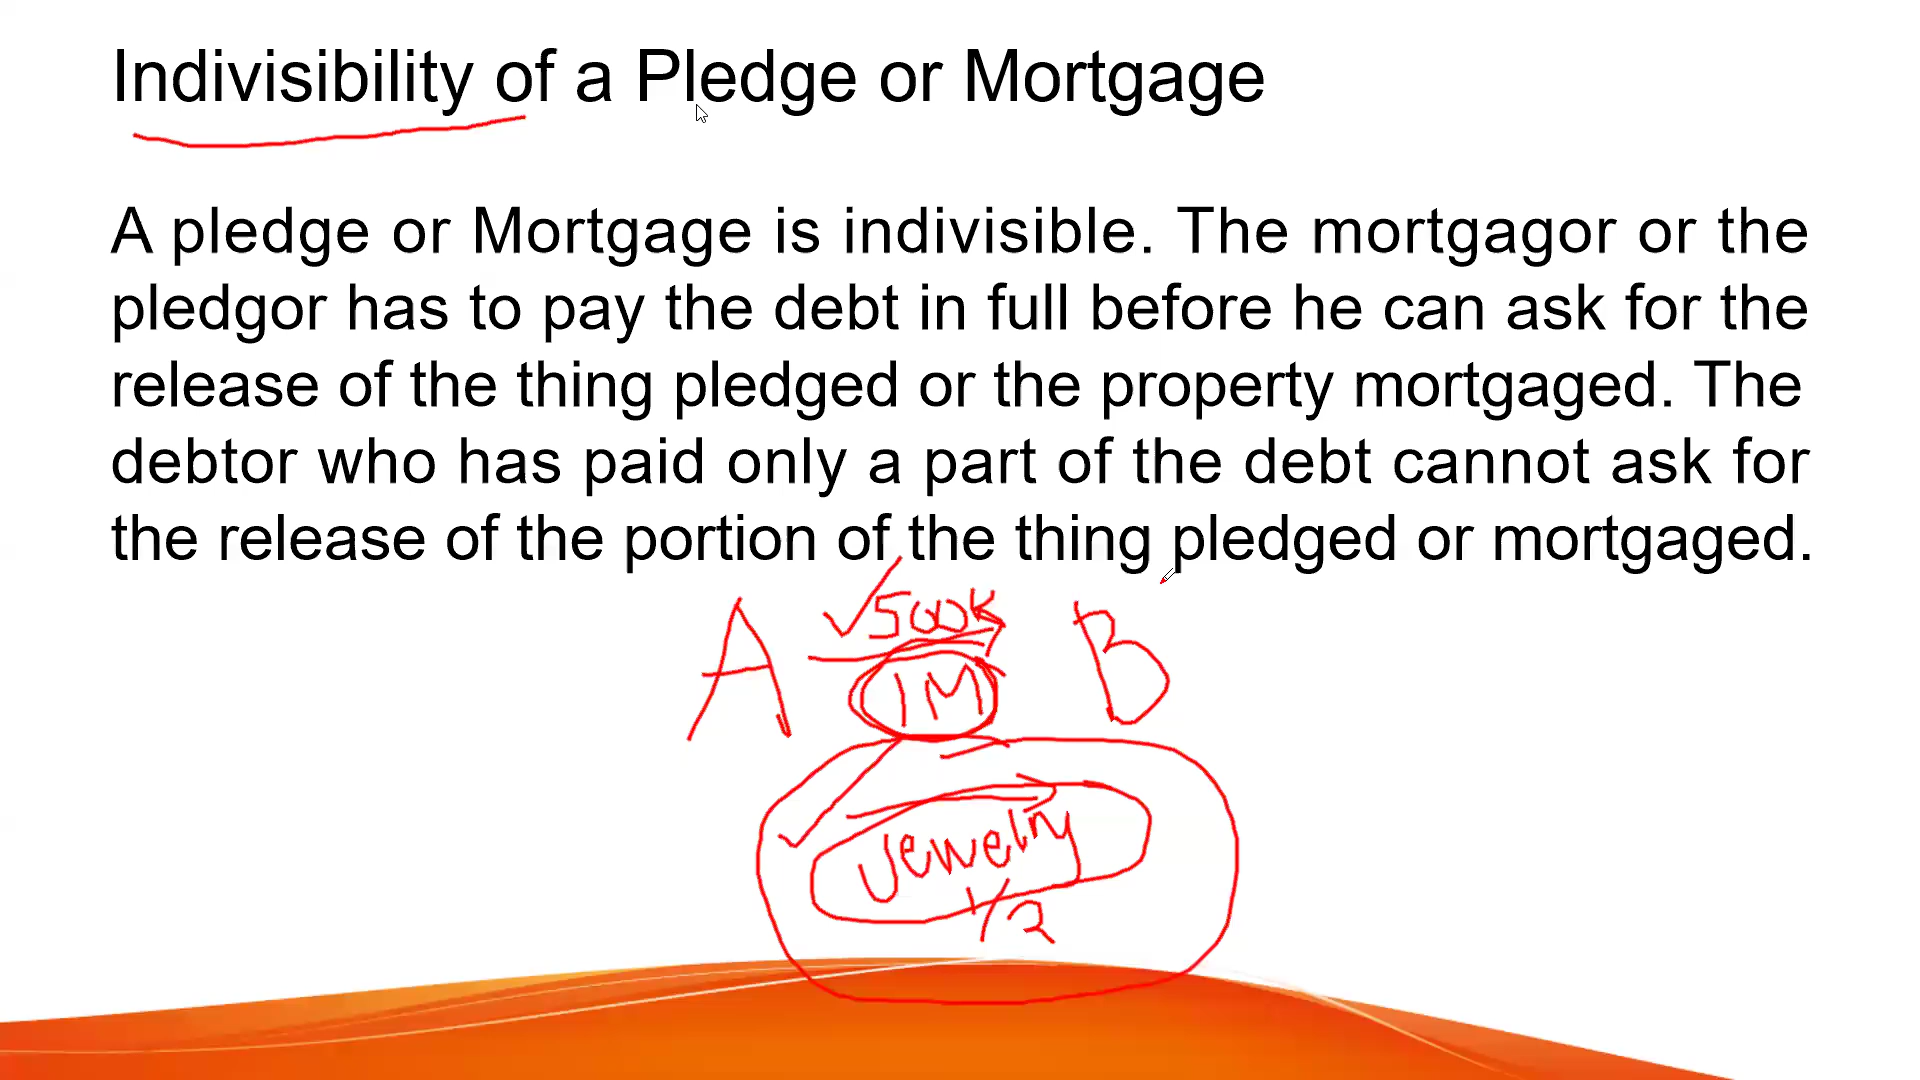 Indivisibility of a Pledge or Mortgage
A pledge or Mortgage is indivisible. The mortgagor or the
pledgor has to pay the debt in full before he can ask for the
release of the thing pledged or the property mortgaged. The
debtor who has paid only a part of the debt cannot ask for
the release of the portion of the thing pledged or mortgaged.
A 500K B
1M
Jewelry
1/2